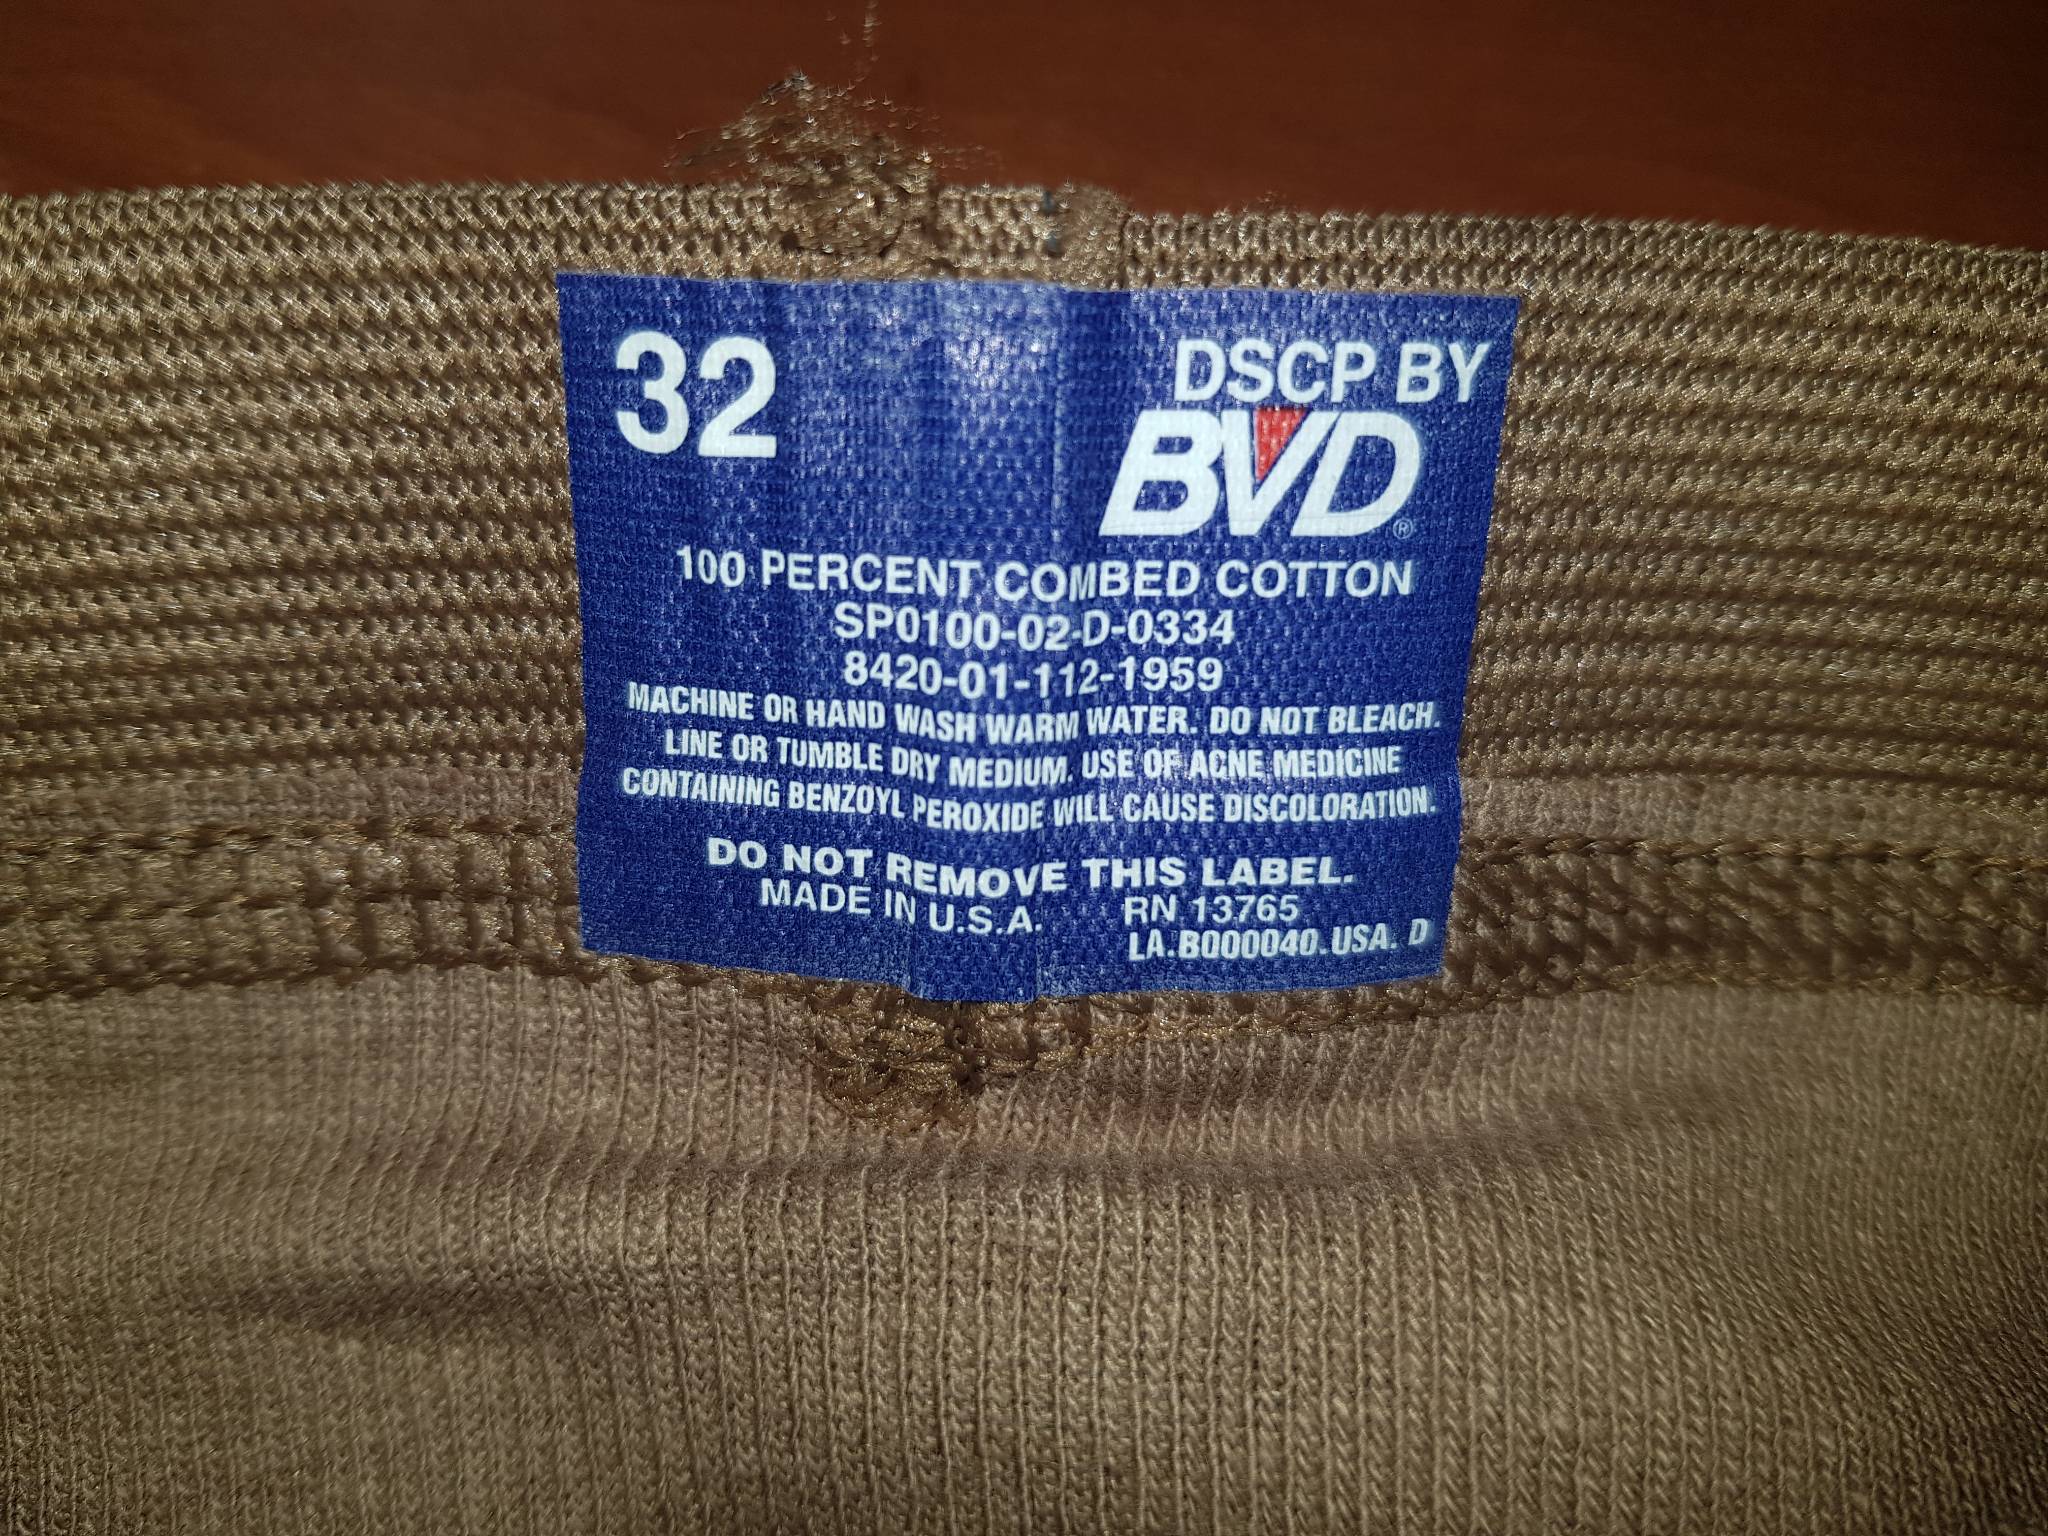 32
DSCP BY
BVD®
100 PERCENT COMBED COTTON
SP0100-02-D-0334
8420-01-112-1959
MACHINE OR HAND WASH WARM WATER. DO NOT BLEACH.
LINE OR TUMBLE DRY MEDIUM. USE OF ACNE MEDICINE
CONTAINING BENZOYL PEROXIDE WILL CAUSE DISCOLORATION.
DO NOT REMOVE THIS LABEL.
MADE IN U.S.A. RN 13765
LA.B000040.USA. D